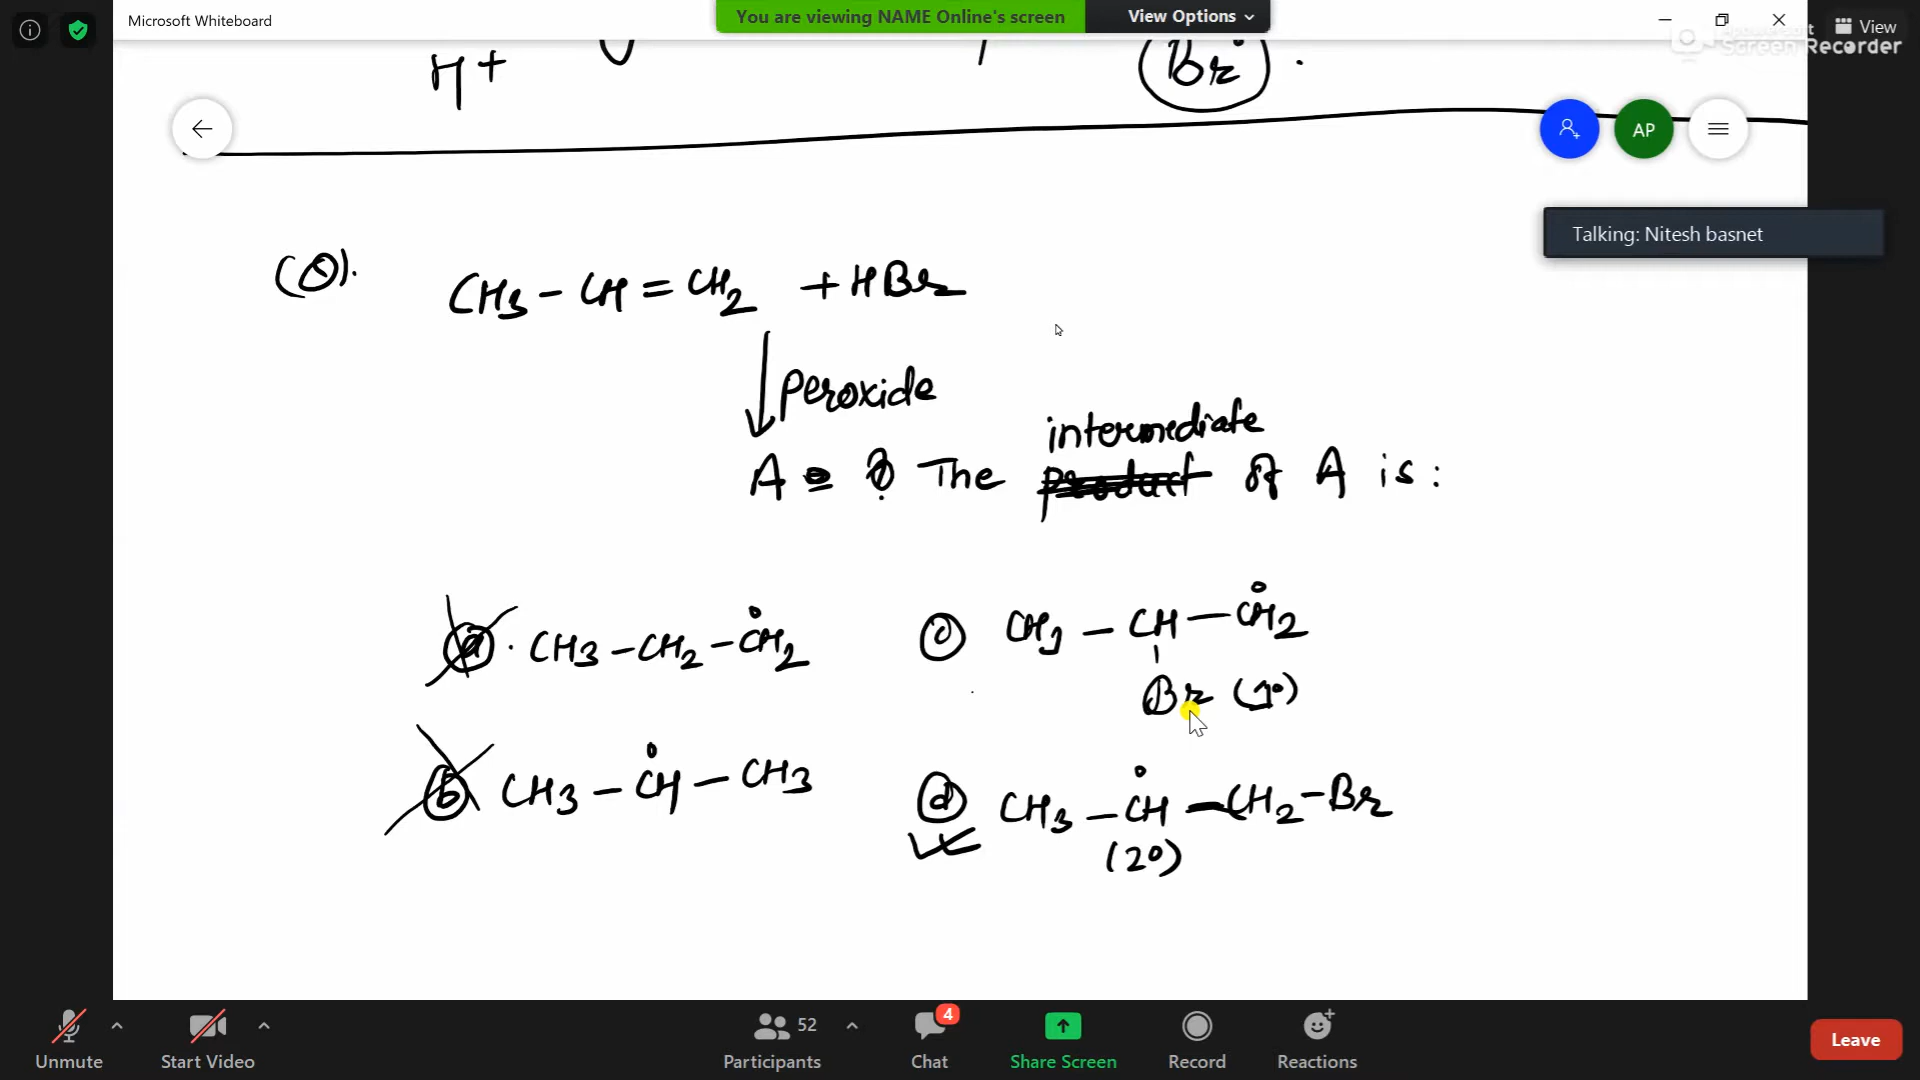 Microsoft Whiteboard
You are viewing NAME Online's screen
View Options
View
Apowersoft
Screen Recorder
H+
Br
AP
Talking: Nitesh basnet
(Q).
CH3 - CH = CH2 + HBr
Peroxide
intermediate
A = ? The product of A is:
(a). CH3 - CH2 - CH2
(c) CH3 - CH - CH2
Br (1°)
(b) CH3 - CH - CH3
(d) CH3 - CH - CH2 - Br
(2°)
Unmute
Start Video
52
Participants
4
Chat
Share Screen
Record
Reactions
Leave